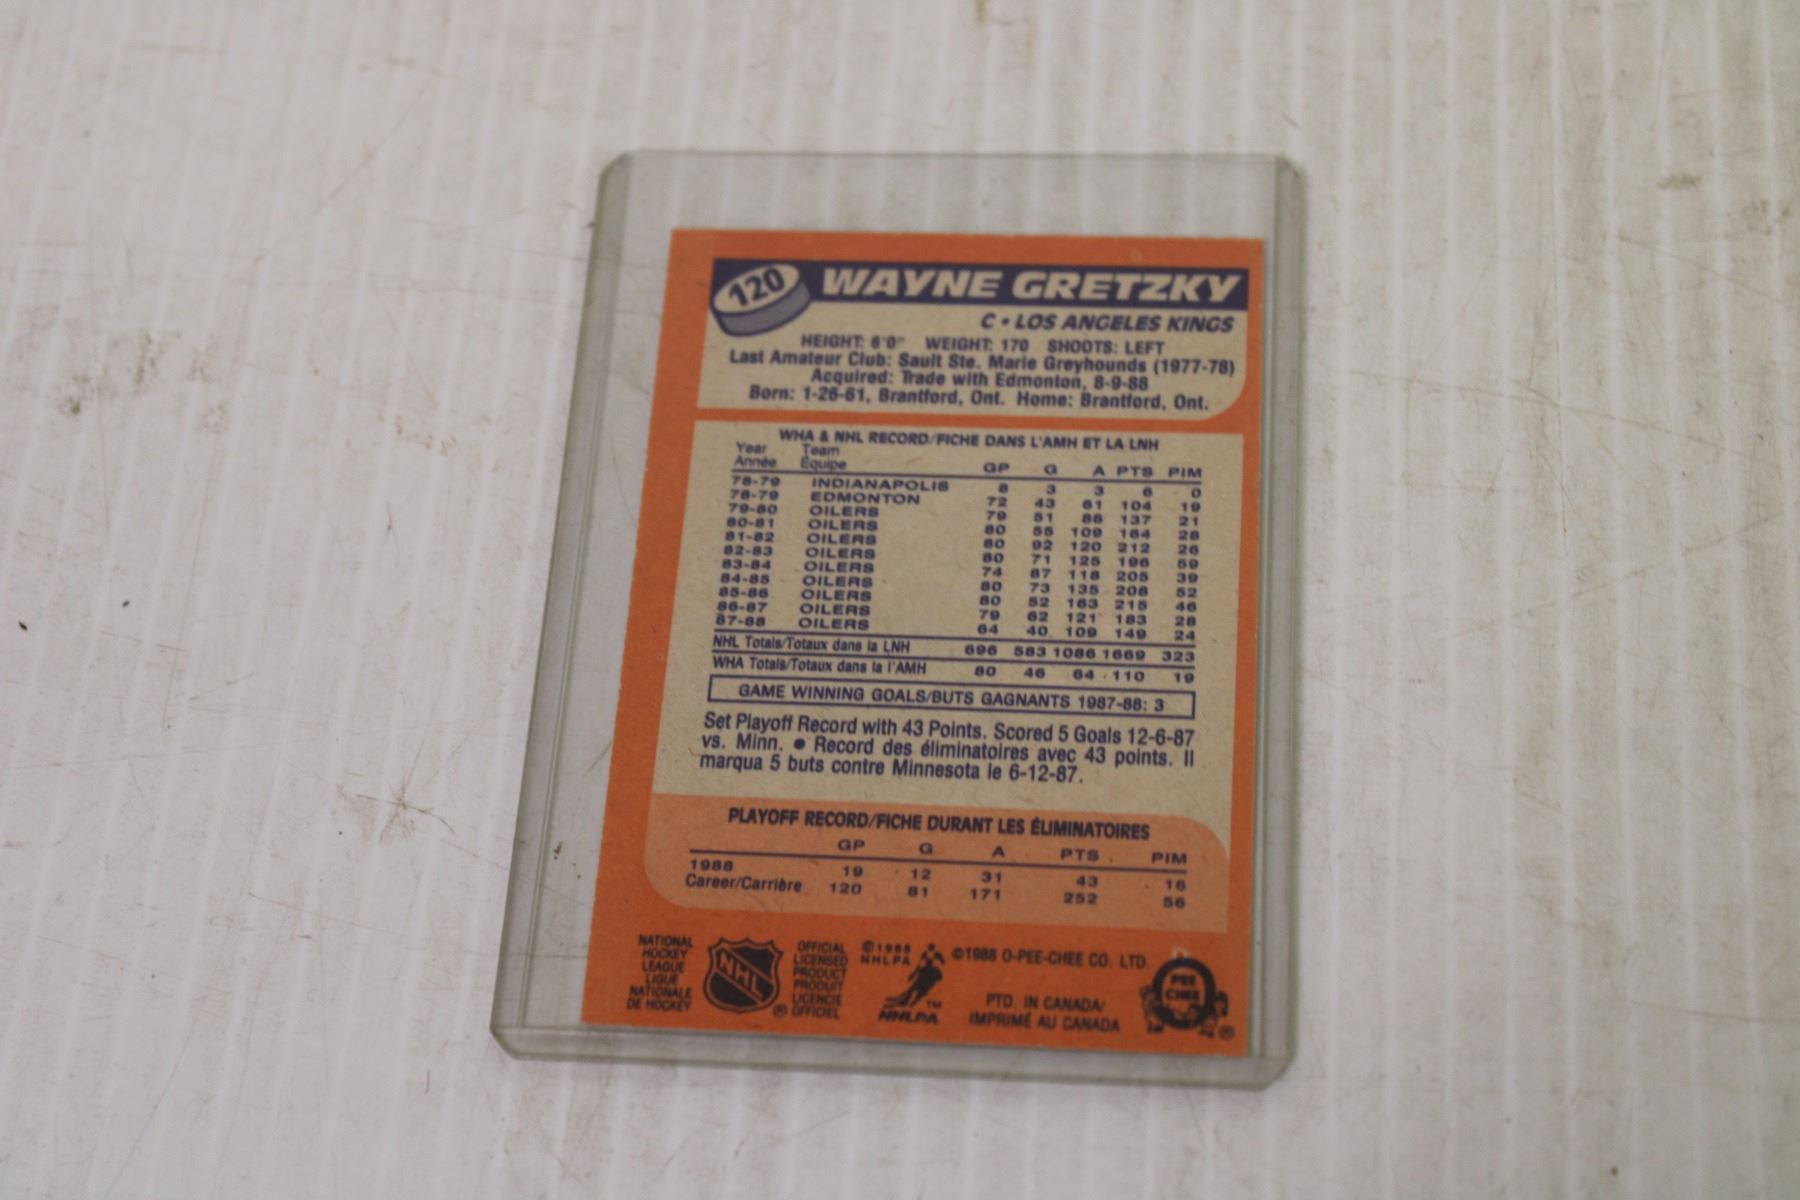 120 WAYNE GRETZKY
C • LOS ANGELES KINGS
HEIGHT: 6'0" WEIGHT: 170 SHOOTS: LEFT
Last Amateur Club: Sault Ste. Marie Greyhounds (1977-78)
Acquired: Trade with Edmonton, 8-9-88
Born: 1-26-61, Brantford, Ont. Home: Brantford, Ont.
WHA & NHL RECORD/FICHE DANS L'AMH ET LA LNH
Year Team
Année Équipe GP G A PTS PIM
78-79 INDIANAPOLIS 8 3 3 6 0
78-79 EDMONTON 72 43 61 104 19
79-80 OILERS 79 51 86 137 21
80-81 OILERS 80 55 109 164 28
81-82 OILERS 80 92 120 212 26
82-83 OILERS 80 71 125 196 59
83-84 OILERS 74 87 118 205 39
84-85 OILERS 80 73 135 208 52
85-86 OILERS 80 52 163 215 46
86-87 OILERS 79 62 121 183 28
87-88 OILERS 64 40 109 149 24
NHL Totals/Totaux dans la LNH 696 583 1086 1669 323
WHA Totals/Totaux dans la l'AMH 80 46 64 110 19
GAME WINNING GOALS/BUTS GAGNANTS 1987-88: 3
Set Playoff Record with 43 Points. Scored 5 Goals 12-6-87
vs. Minn. • Record des éliminatoires avec 43 points. Il
marqua 5 buts contre Minnesota le 6-12-87.
PLAYOFF RECORD/FICHE DURANT LES ÉLIMINATOIRES
GP G A PTS PIM
1988 19 12 31 43 16
Career/Carrière 120 81 171 252 56
NATIONAL
HOCKEY
LEAGUE
LIGUE
NATIONALE
DE HOCKEY
NHL
OFFICIAL
LICENSED
PRODUCT
PRODUIT
LICENCIE
® OFFICIEL
©1988
NHLPA
TM
NHLPA
©1988 O-PEE-CHEE CO. LTD.
PTD. IN CANADA/
IMPRIMÉ AU CANADA
O
PEE
CHEE
®